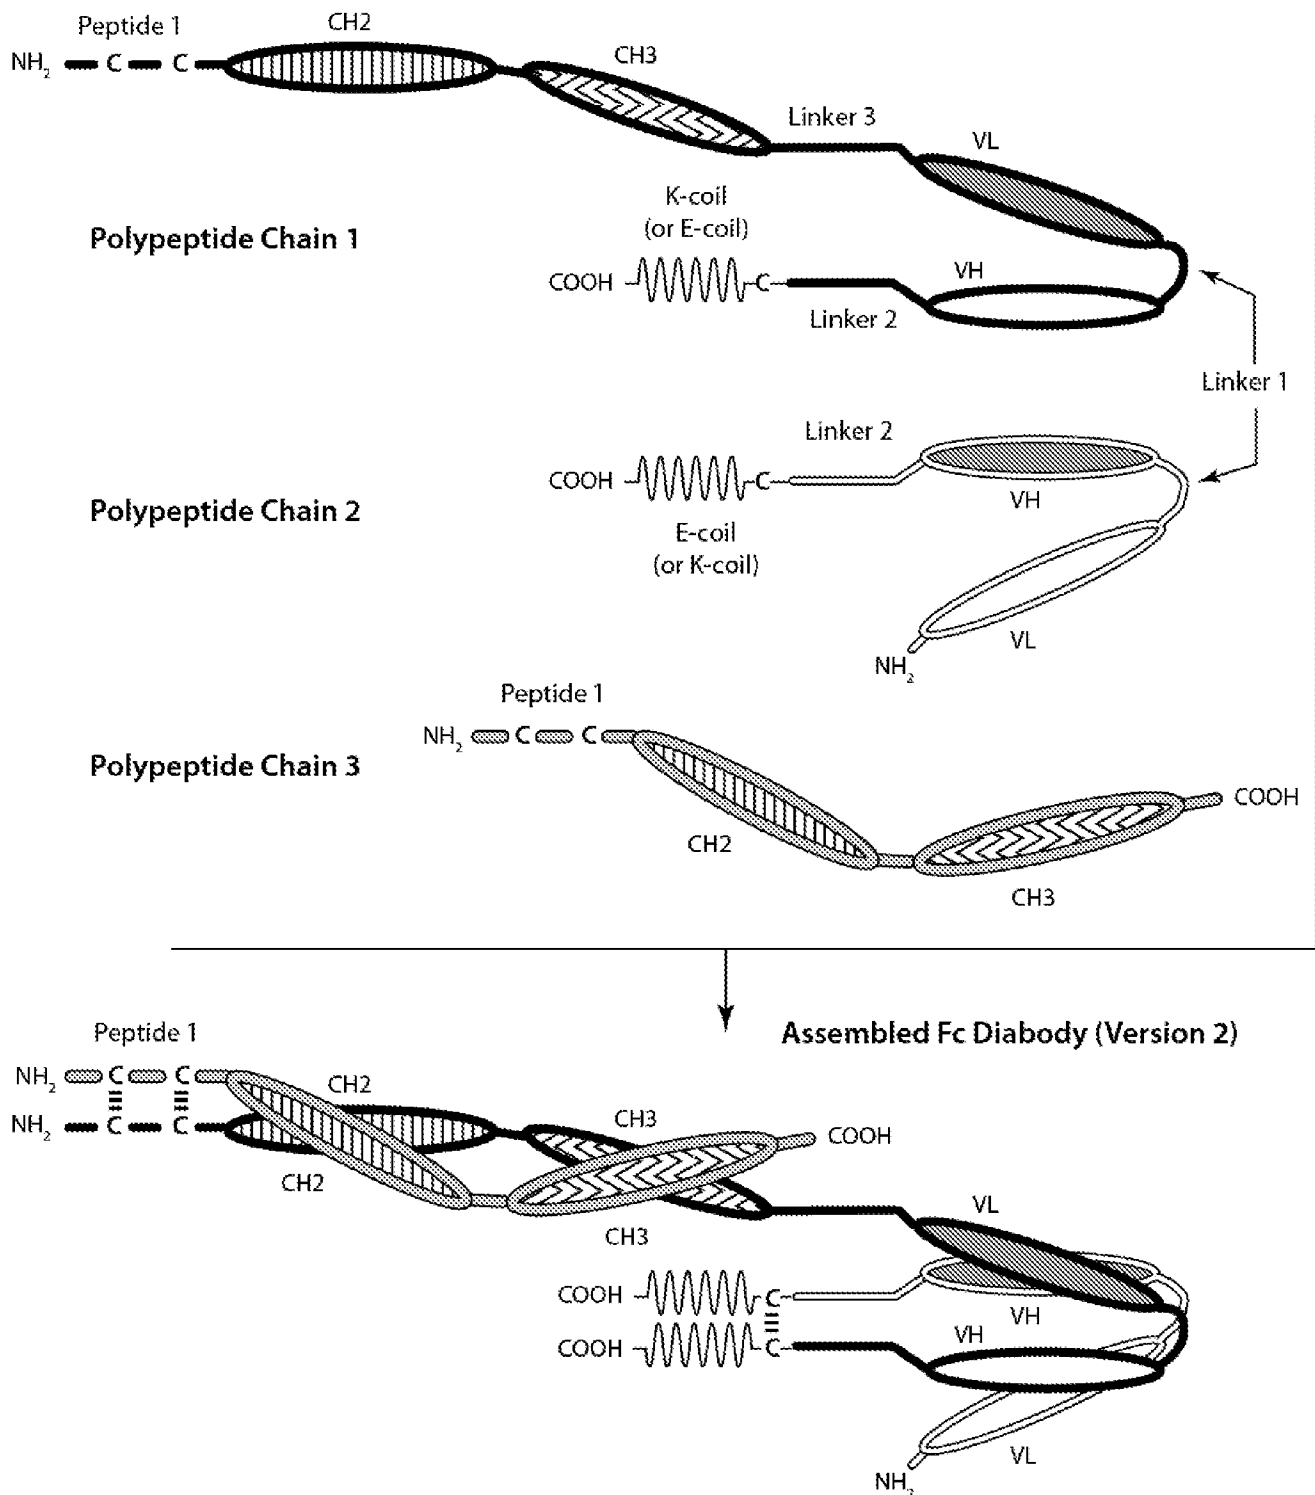 Peptide 1
CH2
NH2
C
C
CH3
Linker 3
VL
K-coil
(or E-coil)
Polypeptide Chain 1
COOH
C
VH
Linker 2
Linker 1
Linker 2
COOH
C
VH
Polypeptide Chain 2
E-coil
(or K-coil)
VL
NH2
Peptide 1
NH2
C
C
Polypeptide Chain 3
COOH
CH2
CH3
Peptide 1
Assembled Fc Diabody (Version 2)
NH2
C
C
CH2
NH2
C
C
CH3
COOH
CH2
CH3
VL
COOH
C
VH
COOH
C
VH
VL
NH2